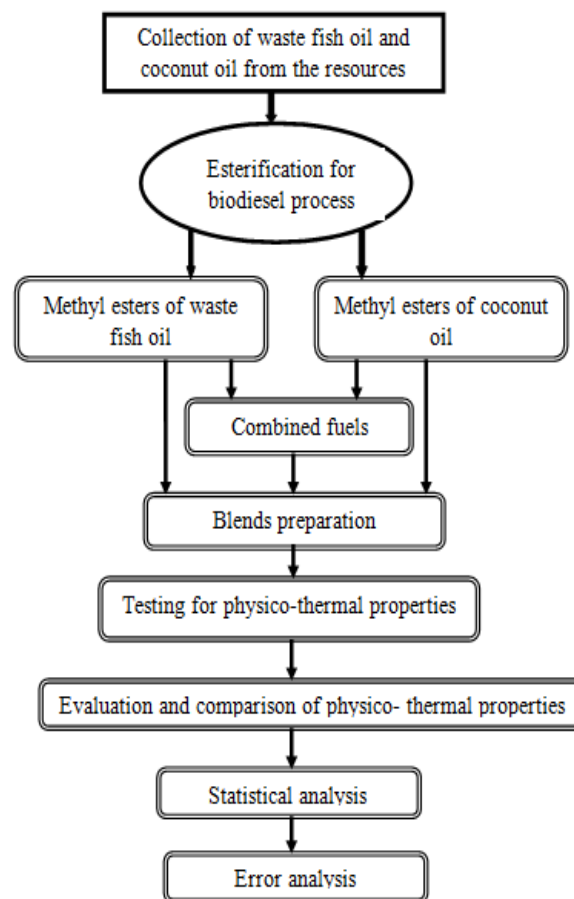 Collection of waste fish oil and
coconut oil from the resources
Esterification for
biodiesel process
Methyl esters of waste
fish oil
Methyl esters of coconut
oil
Combined fuels
Blends preparation
Testing for physico-thermal properties
Evaluation and comparison of physico- thermal properties
Statistical analysis
Error analysis